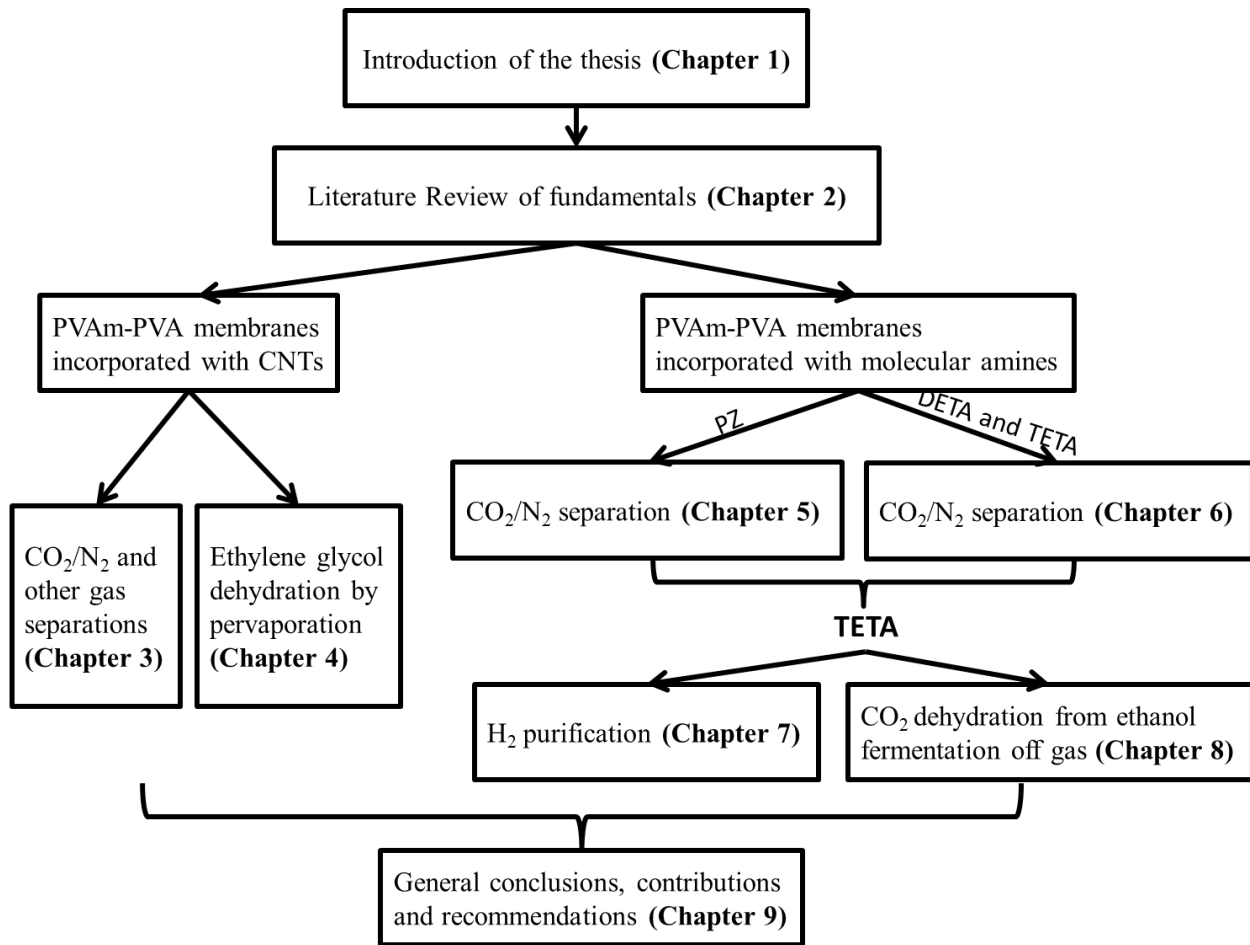 Introduction of the thesis (Chapter 1)
Literature Review of fundamentals (Chapter 2)
PVAm-PVA membranes
incorporated with CNTs
PVAm-PVA membranes
incorporated with molecular amines
PZ
DETA and TETA
CO₂/N₂ and
other gas
separations
(Chapter 3)
Ethylene glycol
dehydration by
pervaporation
(Chapter 4)
CO₂/N₂ separation (Chapter 5)
CO₂/N₂ separation (Chapter 6)
TETA
H₂ purification (Chapter 7)
CO₂ dehydration from ethanol
fermentation off gas (Chapter 8)
General conclusions, contributions
and recommendations (Chapter 9)